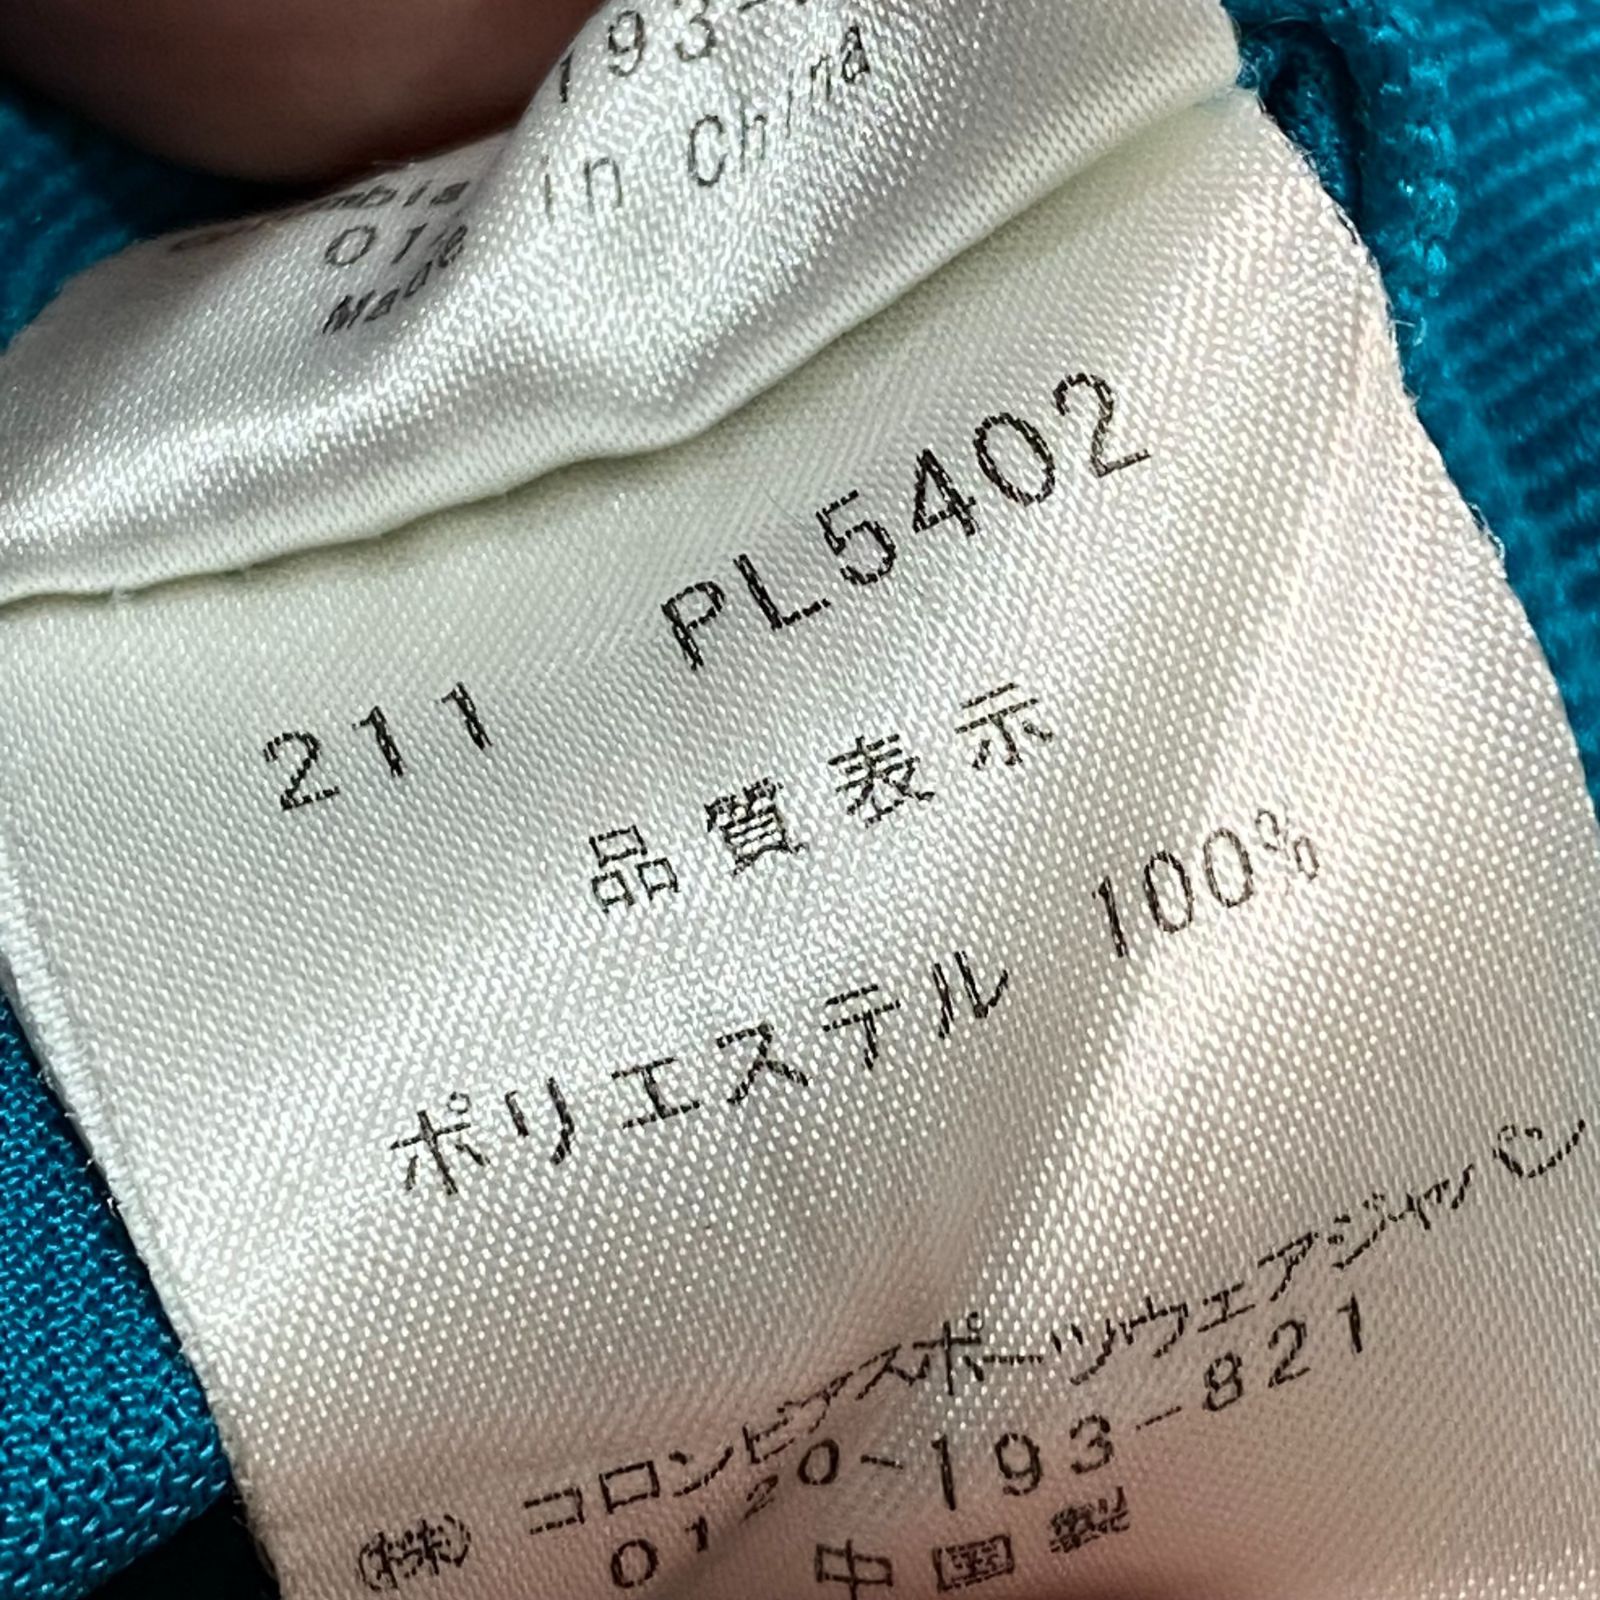 193-
Made in China
211 PL5402
品質表示
ポリエステル 100%
(株) コロンビアスポーツウェアジャパン
0120-193-821
中国製